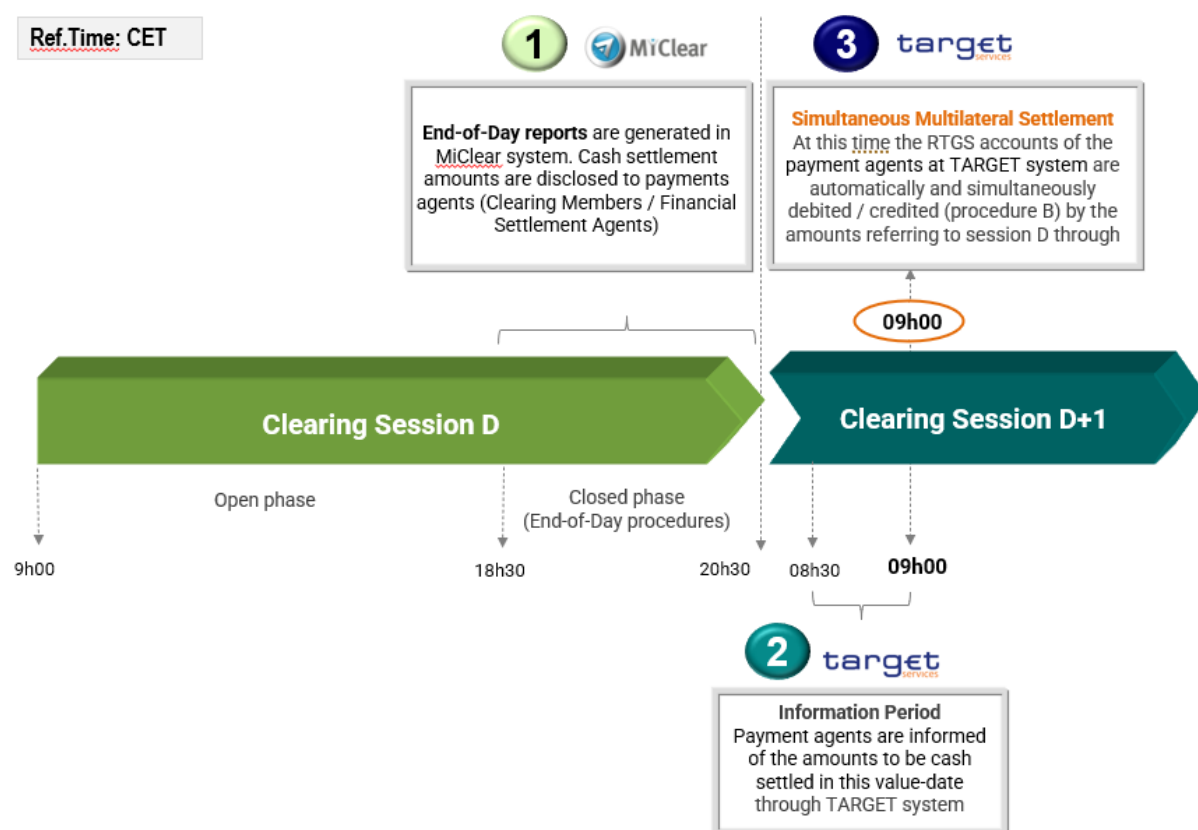 Ref.Time: CET
1
MiClear
3
target
services
End-of-Day reports are generated in
MiClear system. Cash settlement
amounts are disclosed to payments
agents (Clearing Members / Financial
Settlement Agents)
Simultaneous Multilateral Settlement
At this time the RTGS accounts of the
payment agents at TARGET system are
automatically and simultaneously
debited / credited (procedure B) by the
amounts referring to session D through
09h00
Clearing Session D
Clearing Session D+1
Open phase
Closed phase
(End-of-Day procedures)
9h00
18h30
20h30
08h30
09h00
2
target
services
Information Period
Payment agents are informed
of the amounts to be cash
settled in this value-date
through TARGET system